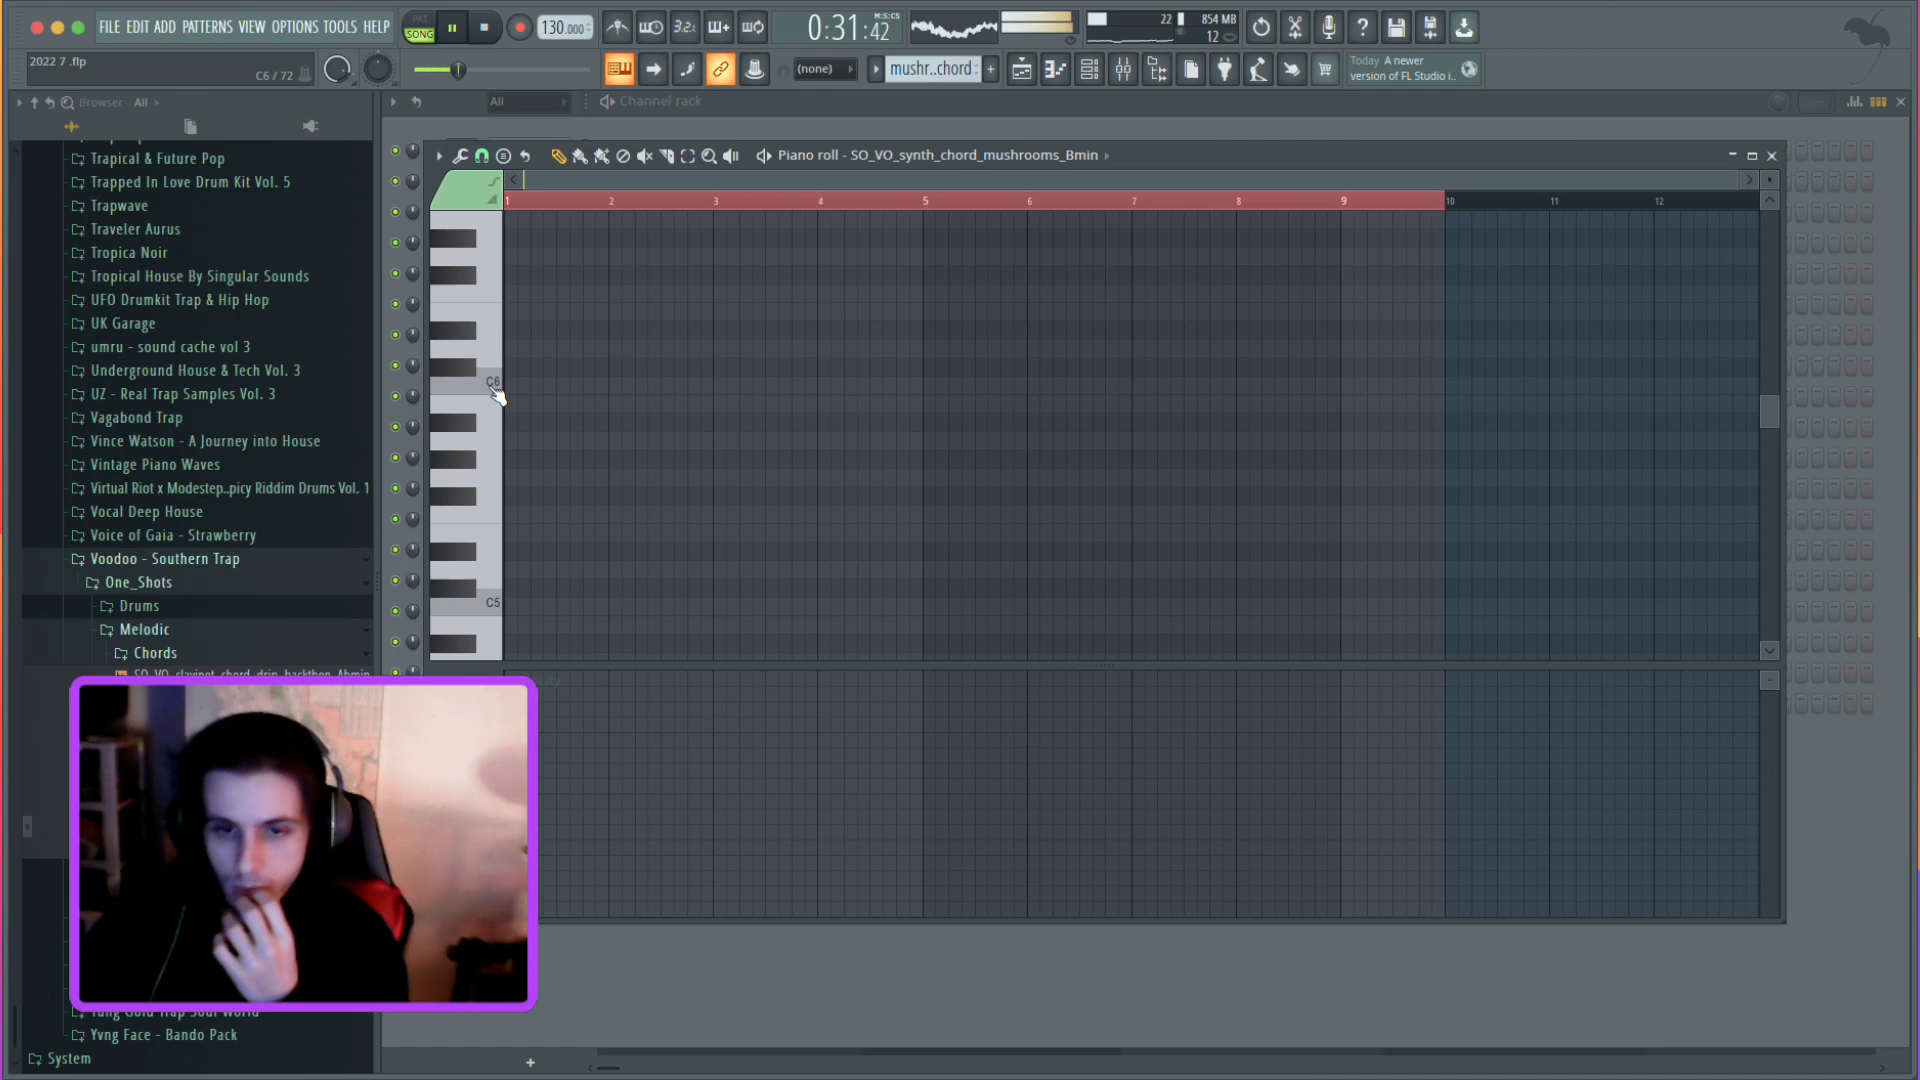 FILE EDIT ADD PATTERNS VIEW OPTIONS TOOLS HELP
PAT
SONG
130.000
3.2.
0:31:42
M:S:CS
22
854 MB
12
2022 7 .flp
C6 / 72
(none)
mushr..chord
Today A newer
version of FL Studio i..
Browser - All
All
Channel rack
Piano roll - SO_VO_synth_chord_mushrooms_Bmin
1 2 3 4 5 6 7 8 9 10 11 12
C6
C5
Trapical & Future Pop
Trapped In Love Drum Kit Vol. 5
Trapwave
Traveler Aurus
Tropica Noir
Tropical House By Singular Sounds
UFO Drumkit Trap & Hip Hop
UK Garage
umru - sound cache vol 3
Underground House & Tech Vol. 3
UZ - Real Trap Samples Vol. 3
Vagabond Trap
Vince Watson - A Journey into House
Vintage Piano Waves
Virtual Riot x Modestep..picy Riddim Drums Vol. 1
Vocal Deep House
Voice of Gaia - Strawberry
Voodoo - Southern Trap
One_Shots
Drums
Melodic
Chords
Yvng Face - Bando Pack
System